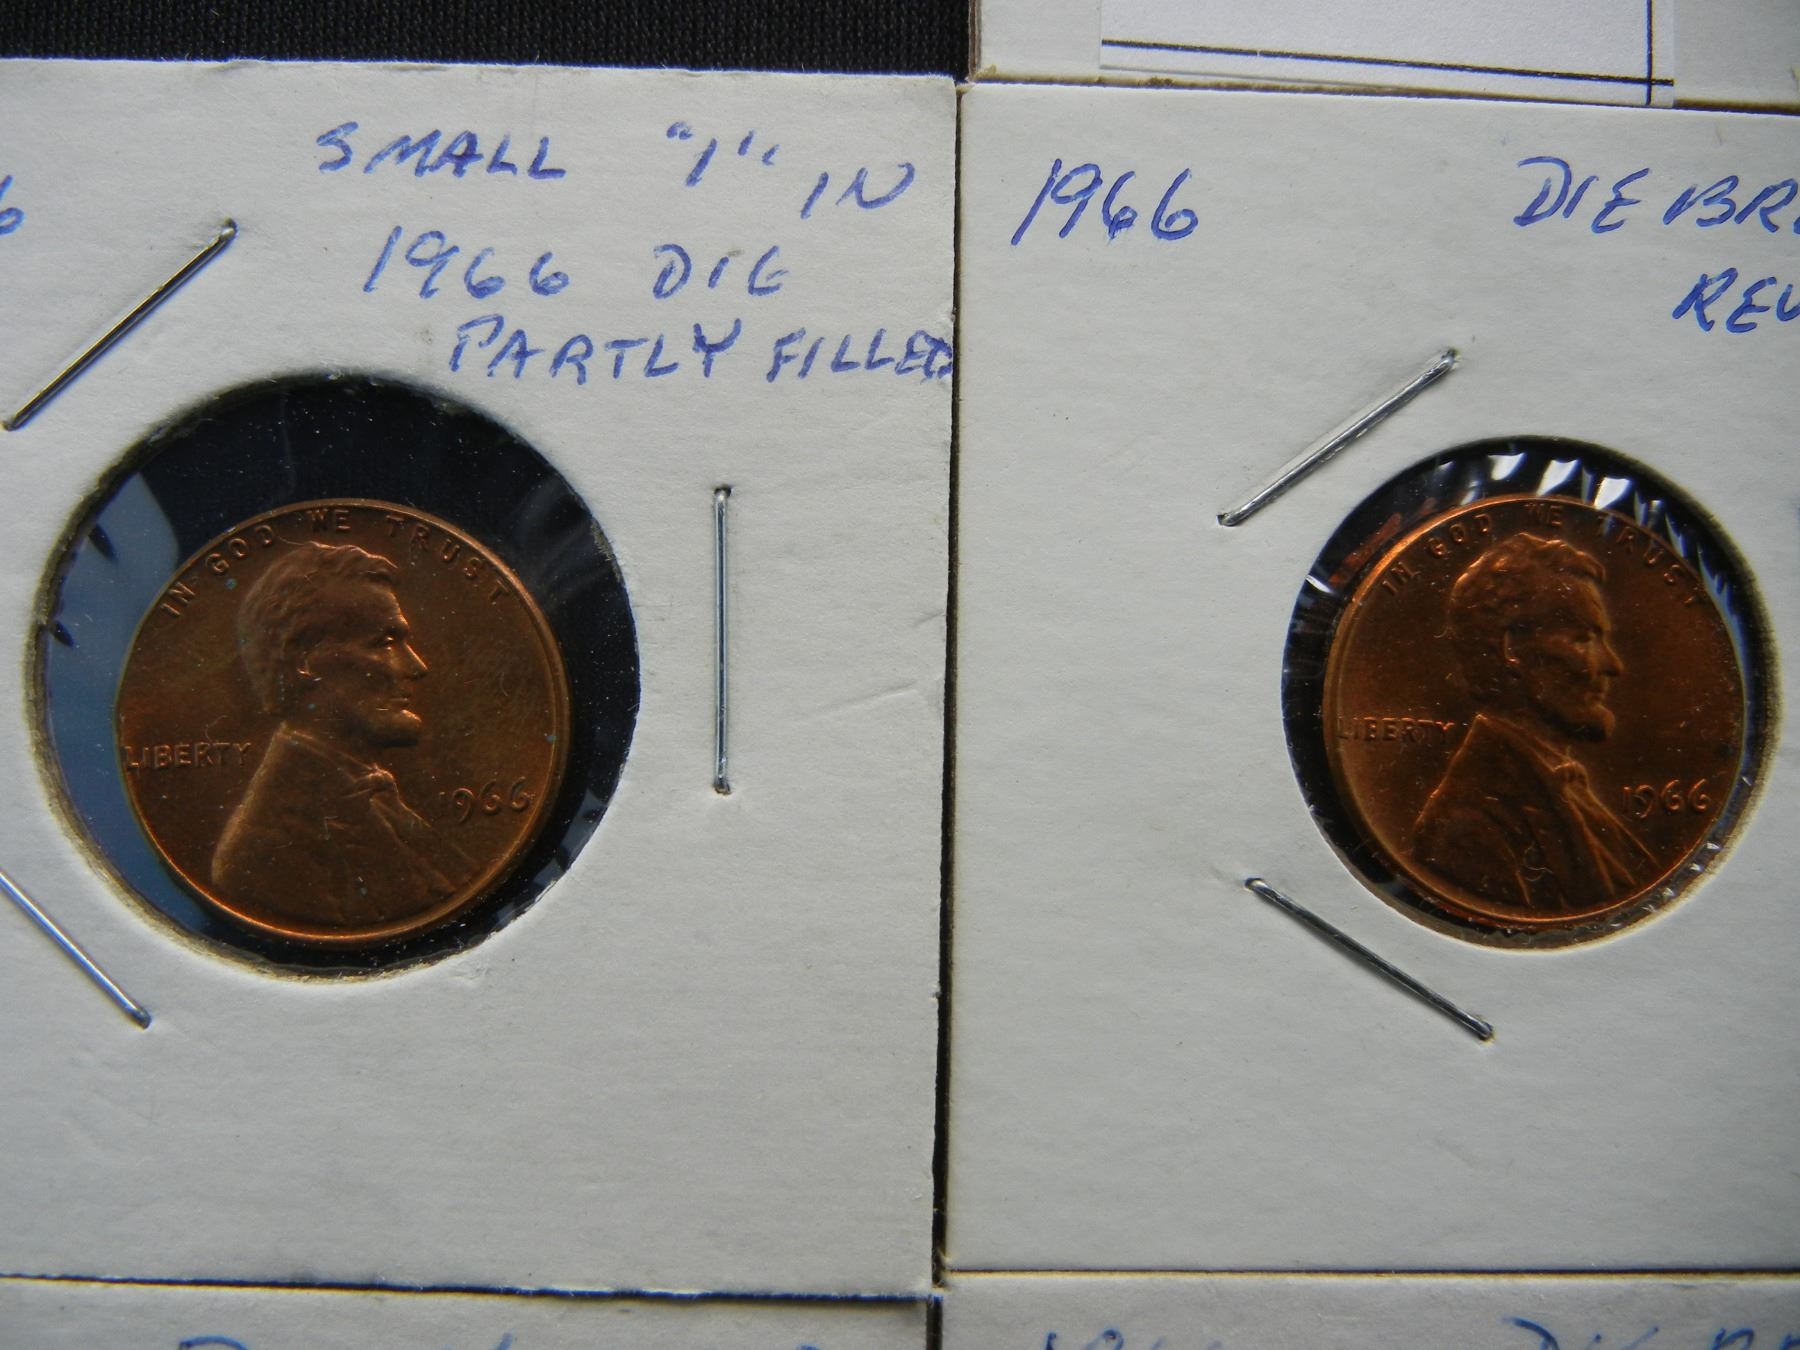 SMALL "1" IN
1966 DIE
PARTLY FILLED
IN GOD WE TRUST
LIBERTY
1966
1966
IN GOD WE TRUST
LIBERTY
1966